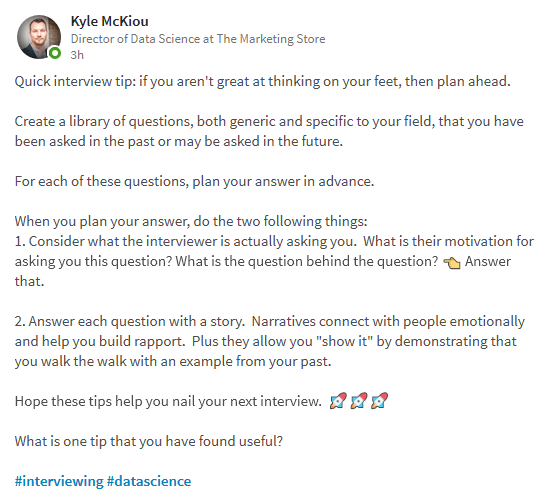 Kyle McKiou
Director of Data Science at The Marketing Store
3h
Quick interview tip: if you aren't great at thinking on your feet, then plan ahead.
Create a library of questions, both generic and specific to your field, that you have
been asked in the past or may be asked in the future.
For each of these questions, plan your answer in advance.
When you plan your answer, do the two following things:
1. Consider what the interviewer is actually asking you.  What is their motivation for
asking you this question? What is the question behind the question? 👈 Answer
that.
2. Answer each question with a story.  Narratives connect with people emotionally
and help you build rapport.  Plus they allow you "show it" by demonstrating that
you walk the walk with an example from your past.
Hope these tips help you nail your next interview.  🚀 🚀 🚀
What is one tip that you have found useful?
#interviewing #datascience